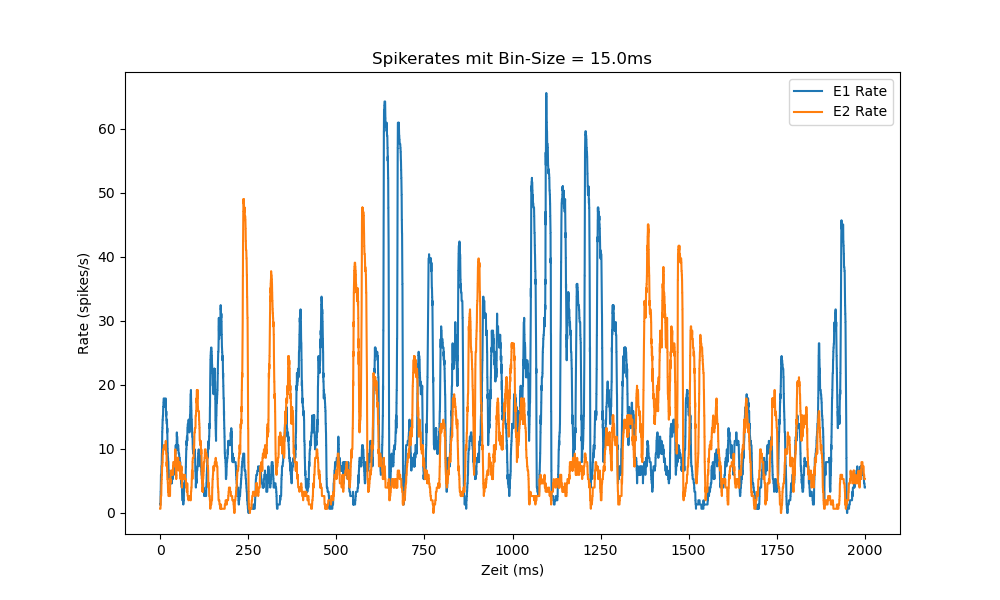 Spikerates mit Bin-Size = 15.0ms
E1 Rate
E2 Rate
Rate (spikes/s)
60
50
40
30
20
10
0
0 250 500 750 1000 1250 1500 1750 2000
Zeit (ms)